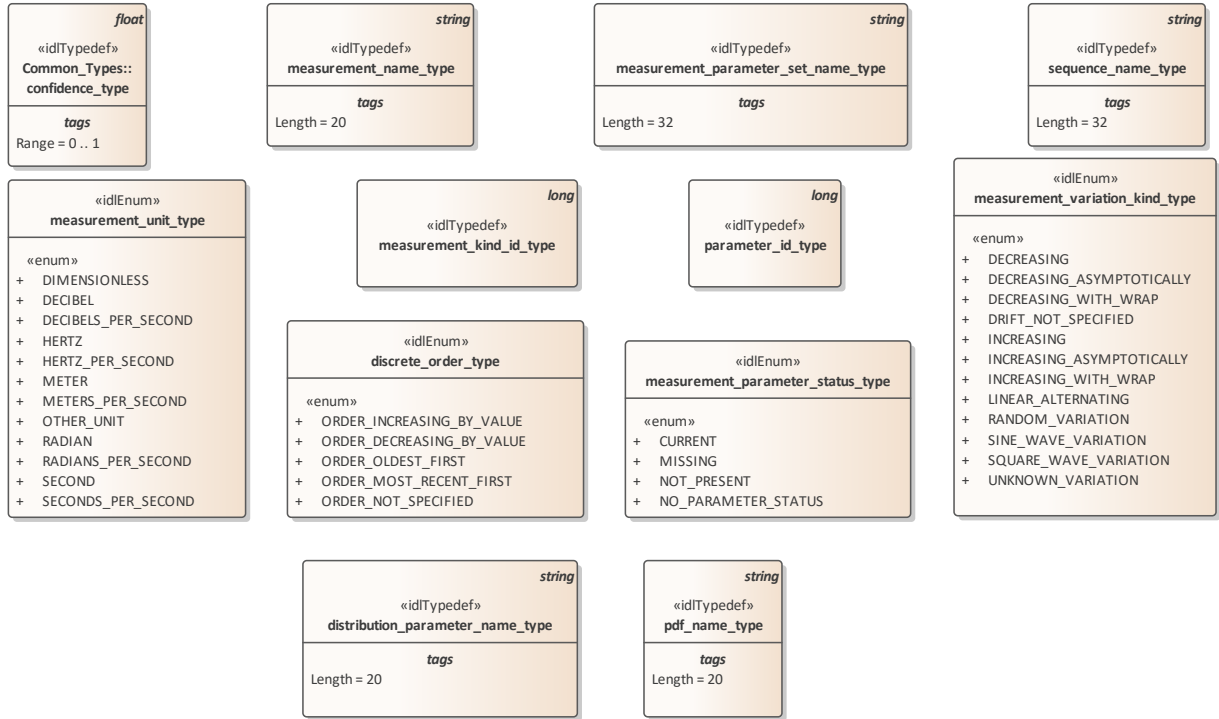 float
«idlTypedef»
Common_Types::
confidence_type
tags
Range = 0 .. 1
string
«idlTypedef»
measurement_name_type
tags
Length = 20
string
«idlTypedef»
measurement_parameter_set_name_type
tags
Length = 32
string
«idlTypedef»
sequence_name_type
tags
Length = 32
«idlEnum»
measurement_unit_type
«enum»
+ DIMENSIONLESS
+ DECIBEL
+ DECIBELS_PER_SECOND
+ HERTZ
+ HERTZ_PER_SECOND
+ METER
+ METERS_PER_SECOND
+ OTHER_UNIT
+ RADIAN
+ RADIANS_PER_SECOND
+ SECOND
+ SECONDS_PER_SECOND
long
«idlTypedef»
measurement_kind_id_type
long
«idlTypedef»
parameter_id_type
«idlEnum»
measurement_variation_kind_type
«enum»
+ DECREASING
+ DECREASING_ASYMPTOTICALLY
+ DECREASING_WITH_WRAP
+ DRIFT_NOT_SPECIFIED
+ INCREASING
+ INCREASING_ASYMPTOTICALLY
+ INCREASING_WITH_WRAP
+ LINEAR_ALTERNATING
+ RANDOM_VARIATION
+ SINE_WAVE_VARIATION
+ SQUARE_WAVE_VARIATION
+ UNKNOWN_VARIATION
«idlEnum»
discrete_order_type
«enum»
+ ORDER_INCREASING_BY_VALUE
+ ORDER_DECREASING_BY_VALUE
+ ORDER_OLDEST_FIRST
+ ORDER_MOST_RECENT_FIRST
+ ORDER_NOT_SPECIFIED
«idlEnum»
measurement_parameter_status_type
«enum»
+ CURRENT
+ MISSING
+ NOT_PRESENT
+ NO_PARAMETER_STATUS
string
«idlTypedef»
distribution_parameter_name_type
tags
Length = 20
string
«idlTypedef»
pdf_name_type
tags
Length = 20